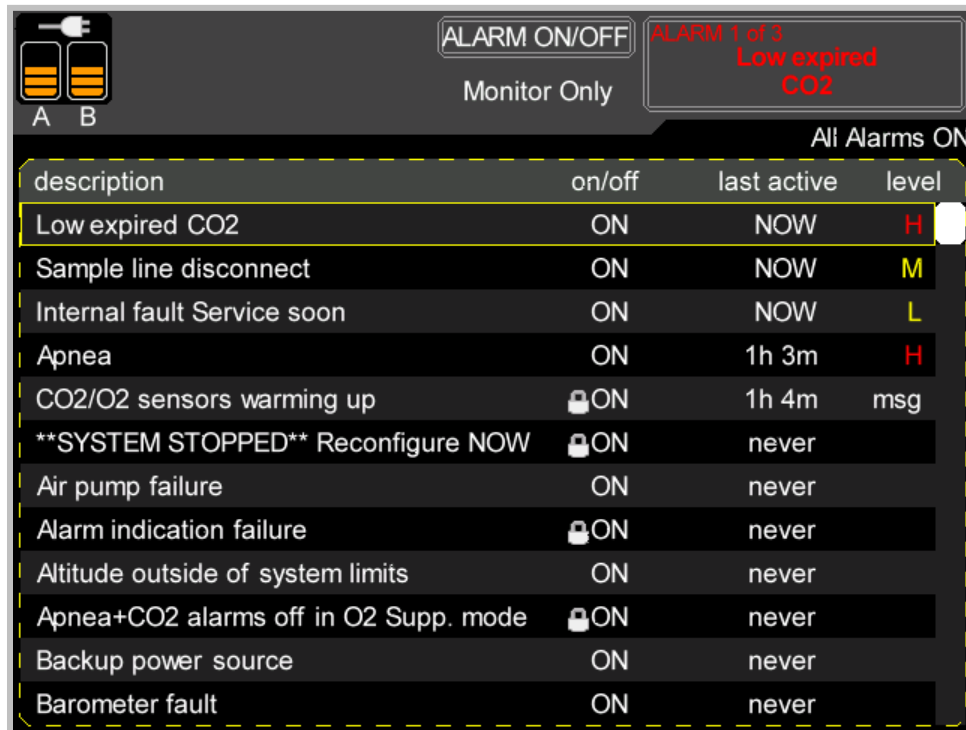 ALARM ON/OFF
ALARM 1 of 3
Low expired
CO2
Monitor Only
A B
All Alarms ON
description on/off last active level
Low expired CO2 ON NOW H
Sample line disconnect ON NOW M
Internal fault Service soon ON NOW L
Apnea ON 1h 3m H
CO2/O2 sensors warming up ON 1h 4m msg
**SYSTEM STOPPED** Reconfigure NOW ON never
Air pump failure ON never
Alarm indication failure ON never
Altitude outside of system limits ON never
Apnea+CO2 alarms off in O2 Supp. mode ON never
Backup power source ON never
Barometer fault ON never